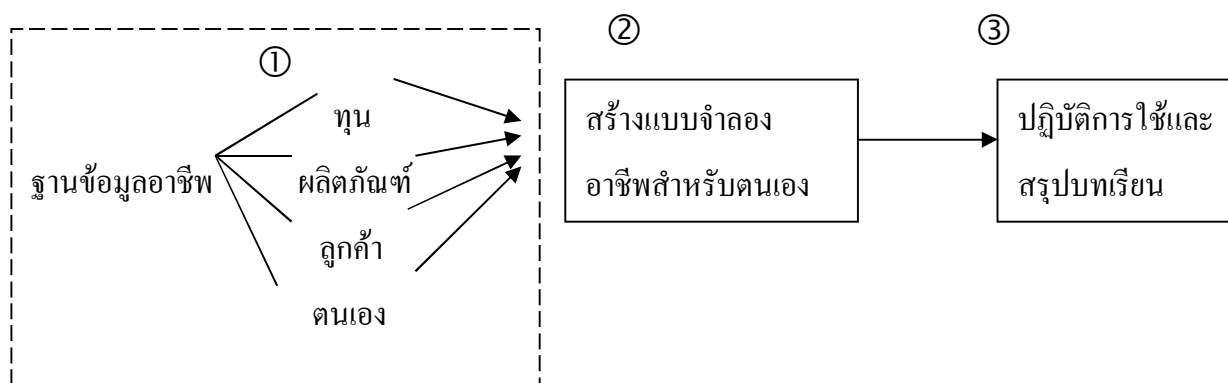 ①
②
③
ฐานข้อมูลอาชีพ
ทุน
ผลิตภัณฑ์
ลูกค้า
ตนเอง
สร้างแบบจำลอง
อาชีพสำหรับตนเอง
ปฏิบัติการใช้และ
สรุปบทเรียน